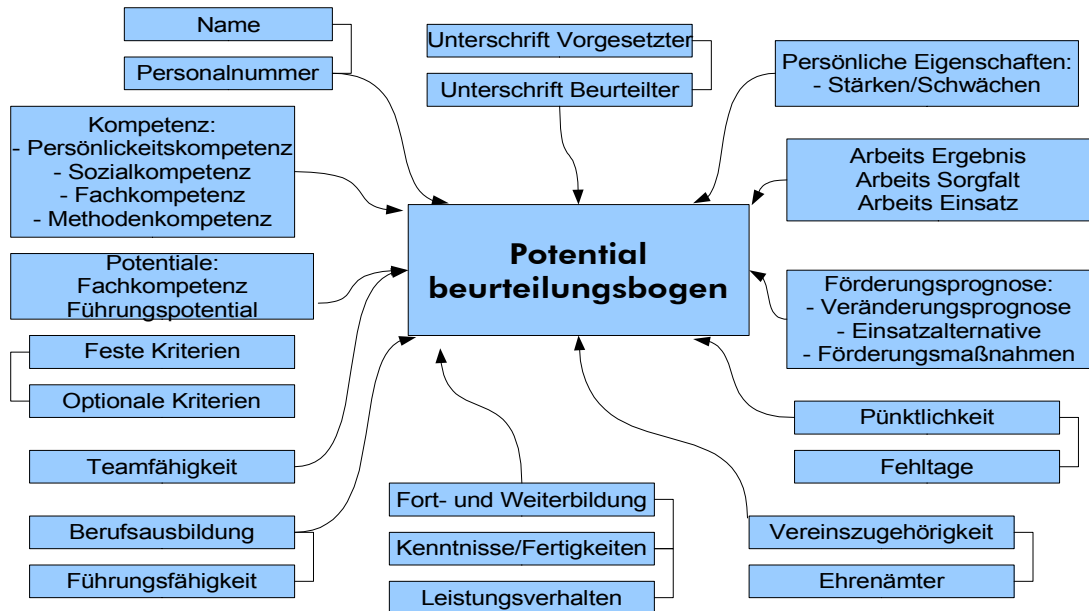 Name
Personalnummer
Unterschrift Vorgesetzter
Unterschrift Beurteilter
Persönliche Eigenschaften:
- Stärken/Schwächen
Kompetenz:
- Persönlickeitskompetenz
- Sozialkompetenz
- Fachkompetenz
- Methodenkompetenz
Arbeits Ergebnis
Arbeits Sorgfalt
Arbeits Einsatz
Potential
beurteilungsbogen
Potentiale:
Fachkompetenz
Führungspotential
Förderungsprognose:
- Veränderungsprognose
- Einsatzalternative
- Förderungsmaßnahmen
Feste Kriterien
Optionale Kriterien
Pünktlichkeit
Fehltage
Teamfähigkeit
Berufsausbildung
Führungsfähigkeit
Fort- und Weiterbildung
Kenntnisse/Fertigkeiten
Leistungsverhalten
Vereinszugehörigkeit
Ehrenämter